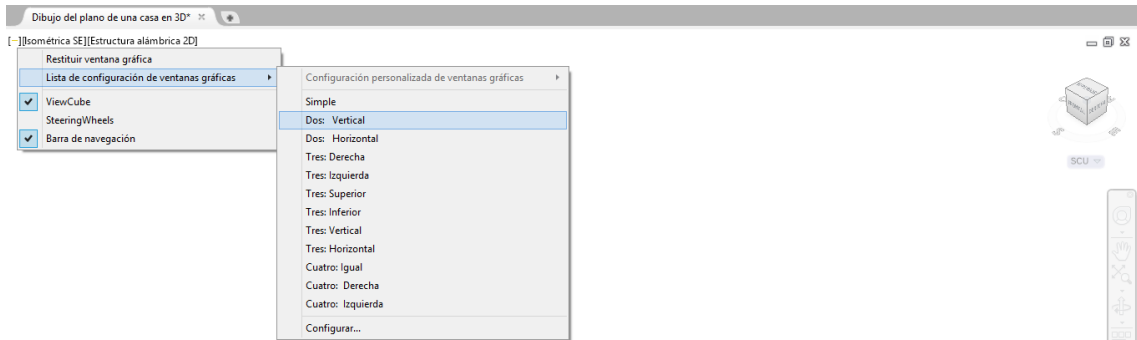 Dibujo del plano de una casa en 3D*
[−][Isométrica SE][Estructura alámbrica 2D]
Restituir ventana gráfica
Lista de configuración de ventanas gráficas
ViewCube
SteeringWheels
Barra de navegación
Configuración personalizada de ventanas gráficas
Simple
Dos: Vertical
Dos: Horizontal
Tres: Derecha
Tres: Izquierda
Tres: Superior
Tres: Inferior
Tres: Vertical
Tres: Horizontal
Cuatro: Igual
Cuatro: Derecha
Cuatro: Izquierda
Configurar...
SCU